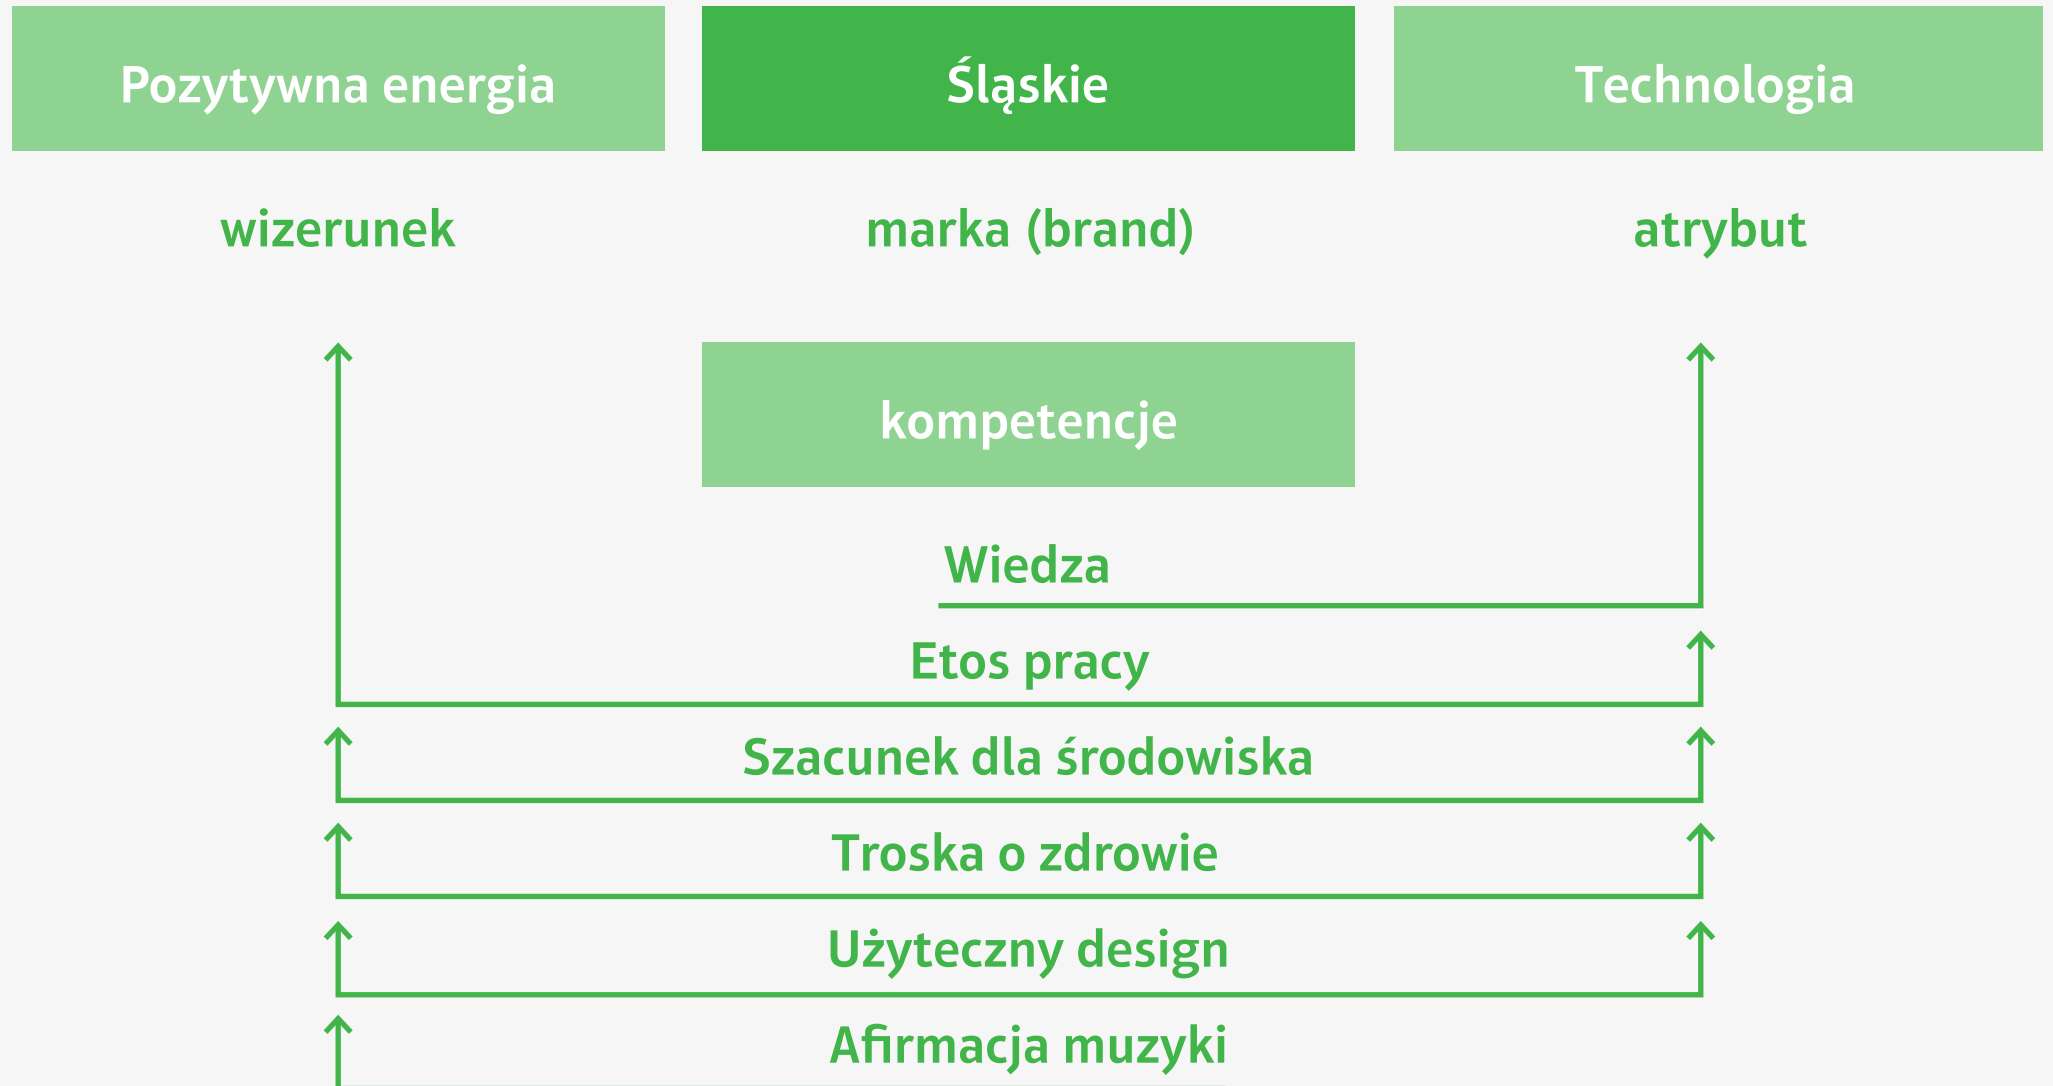 Pozytywna energia
Śląskie
Technologia
wizerunek
marka (brand)
atrybut
kompetencje
Wiedza
Etos pracy
Szacunek dla środowiska
Troska o zdrowie
Użyteczny design
Afirmacja muzyki